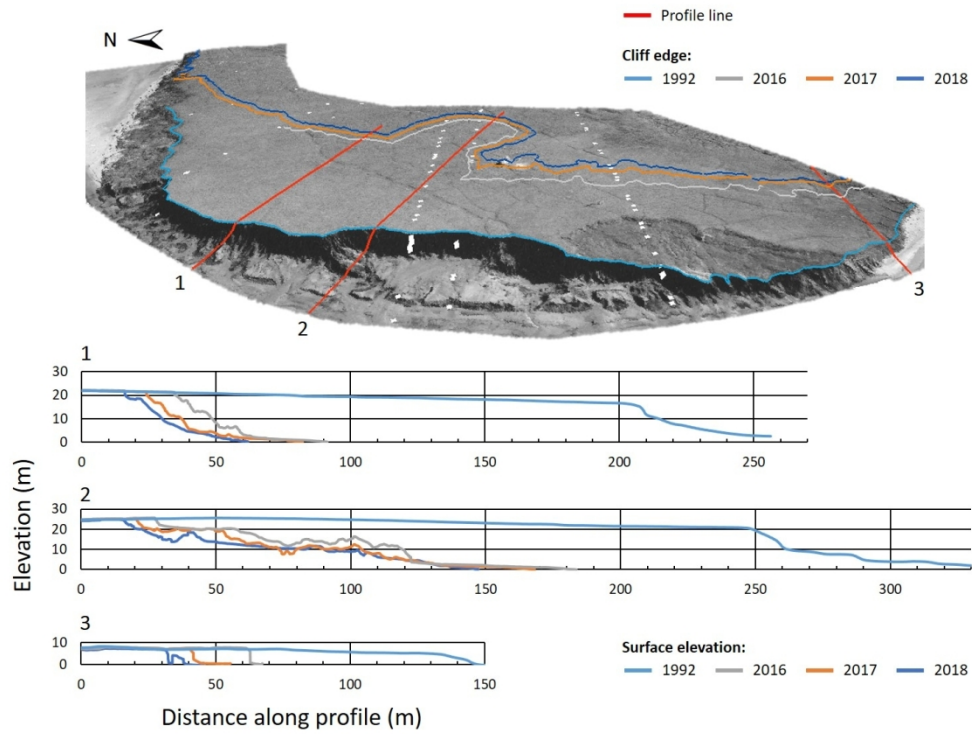 Profile line
N
Cliff edge:
1992 2016 2017 2018
1
2
3
1
30
20
10
0
0 50 100 150 200 250
2
30
20
10
0
0 50 100 150 200 250 300
3
10
0
0 50 100 150
Elevation (m)
Surface elevation:
1992 2016 2017 2018
Distance along profile (m)